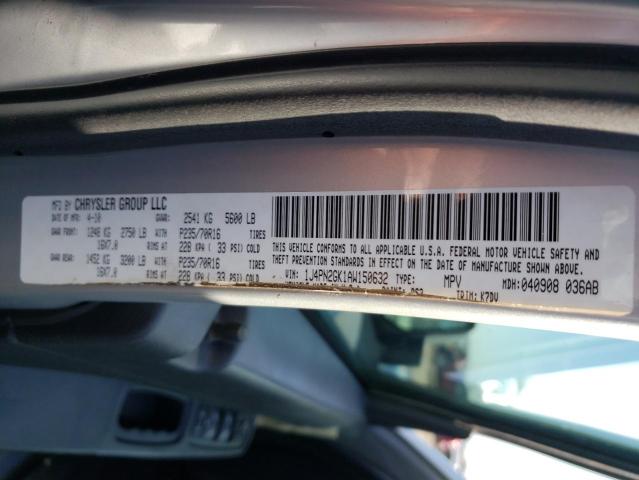 MFD BY CHRYSLER GROUP LLC
DATE OF MFR 4-10 GVWR: 2541 KG 5600 LB
GAWR FRONT: 1248 KG 2750 LB WITH P235/70R16 TIRES
16X7.0 RIMS AT 228 KPA ( 33 PSI) COLD
GAWR REAR: 1452 KG 3200 LB WITH P235/70R16 TIRES
16X7.0 RIMS AT 228 KPA ( 33 PSI) COLD
THIS VEHICLE CONFORMS TO ALL APPLICABLE U.S.A. FEDERAL MOTOR VEHICLE SAFETY AND
THEFT PREVENTION STANDARDS IN EFFECT ON THE DATE OF MANUFACTURE SHOWN ABOVE.
VIN: 1J4PN2GK1AW150632 TYPE: MPV MDH: 040908 036AB
TRIM: K7DV